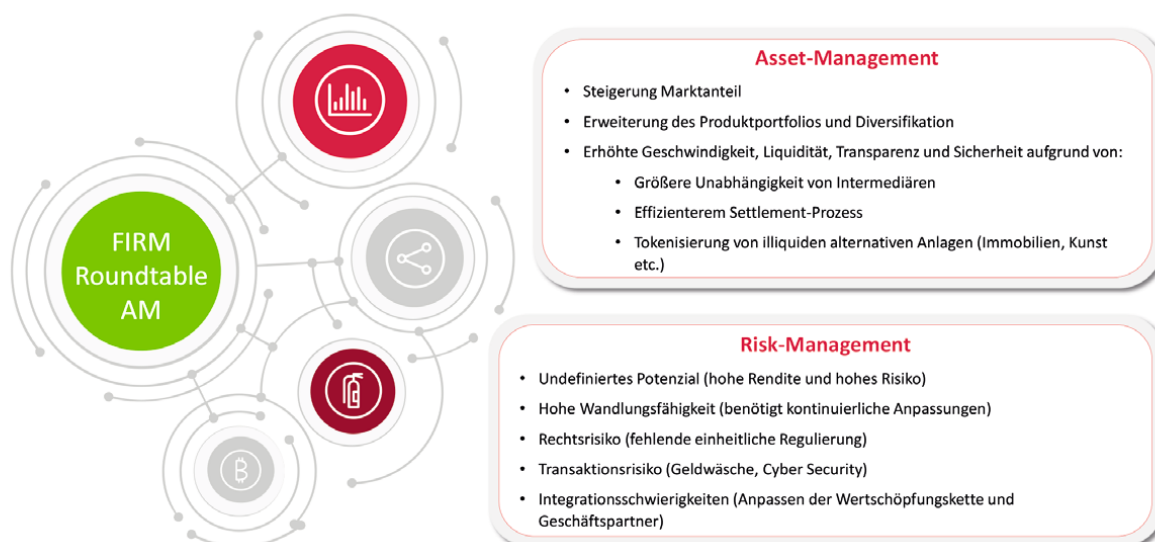 FIRM
Roundtable
AM
Asset-Management
• Steigerung Marktanteil
• Erweiterung des Produktportfolios und Diversifikation
• Erhöhte Geschwindigkeit, Liquidität, Transparenz und Sicherheit aufgrund von:
• Größere Unabhängigkeit von Intermediären
• Effizienterem Settlement-Prozess
• Tokenisierung von illiquiden alternativen Anlagen (Immobilien, Kunst
etc.)
Risk-Management
• Undefiniertes Potenzial (hohe Rendite und hohes Risiko)
• Hohe Wandlungsfähigkeit (benötigt kontinuierliche Anpassungen)
• Rechtsrisiko (fehlende einheitliche Regulierung)
• Transaktionsrisiko (Geldwäsche, Cyber Security)
• Integrationsschwierigkeiten (Anpassen der Wertschöpfungskette und
Geschäftspartner)